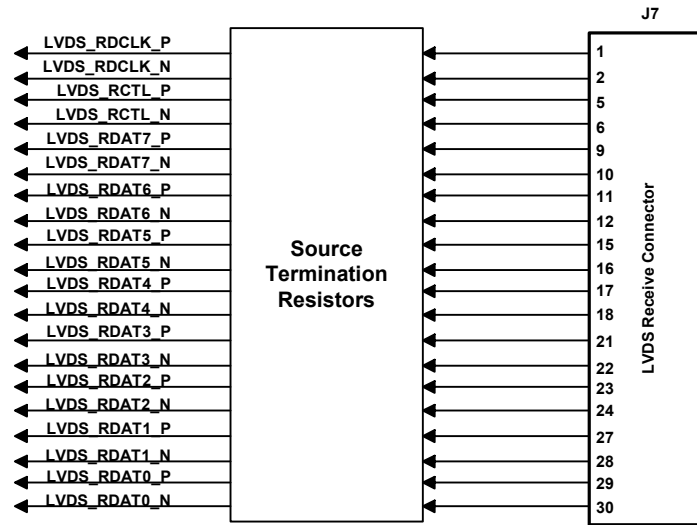 J7
LVDS_RDCLK_P
LVDS_RDCLK_N
LVDS_RCTL_P
LVDS_RCTL_N
LVDS_RDAT7_P
LVDS_RDAT7_N
LVDS_RDAT6_P
LVDS_RDAT6_N
LVDS_RDAT5_P
LVDS_RDAT5_N
LVDS_RDAT4_P
LVDS_RDAT4_N
LVDS_RDAT3_P
LVDS_RDAT3_N
LVDS_RDAT2_P
LVDS_RDAT2_N
LVDS_RDAT1_P
LVDS_RDAT1_N
LVDS_RDAT0_P
LVDS_RDAT0_N
Source
Termination
Resistors
1
2
5
6
9
10
11
12
15
16
17
18
21
22
23
24
27
28
29
30
LVDS Receive Connector